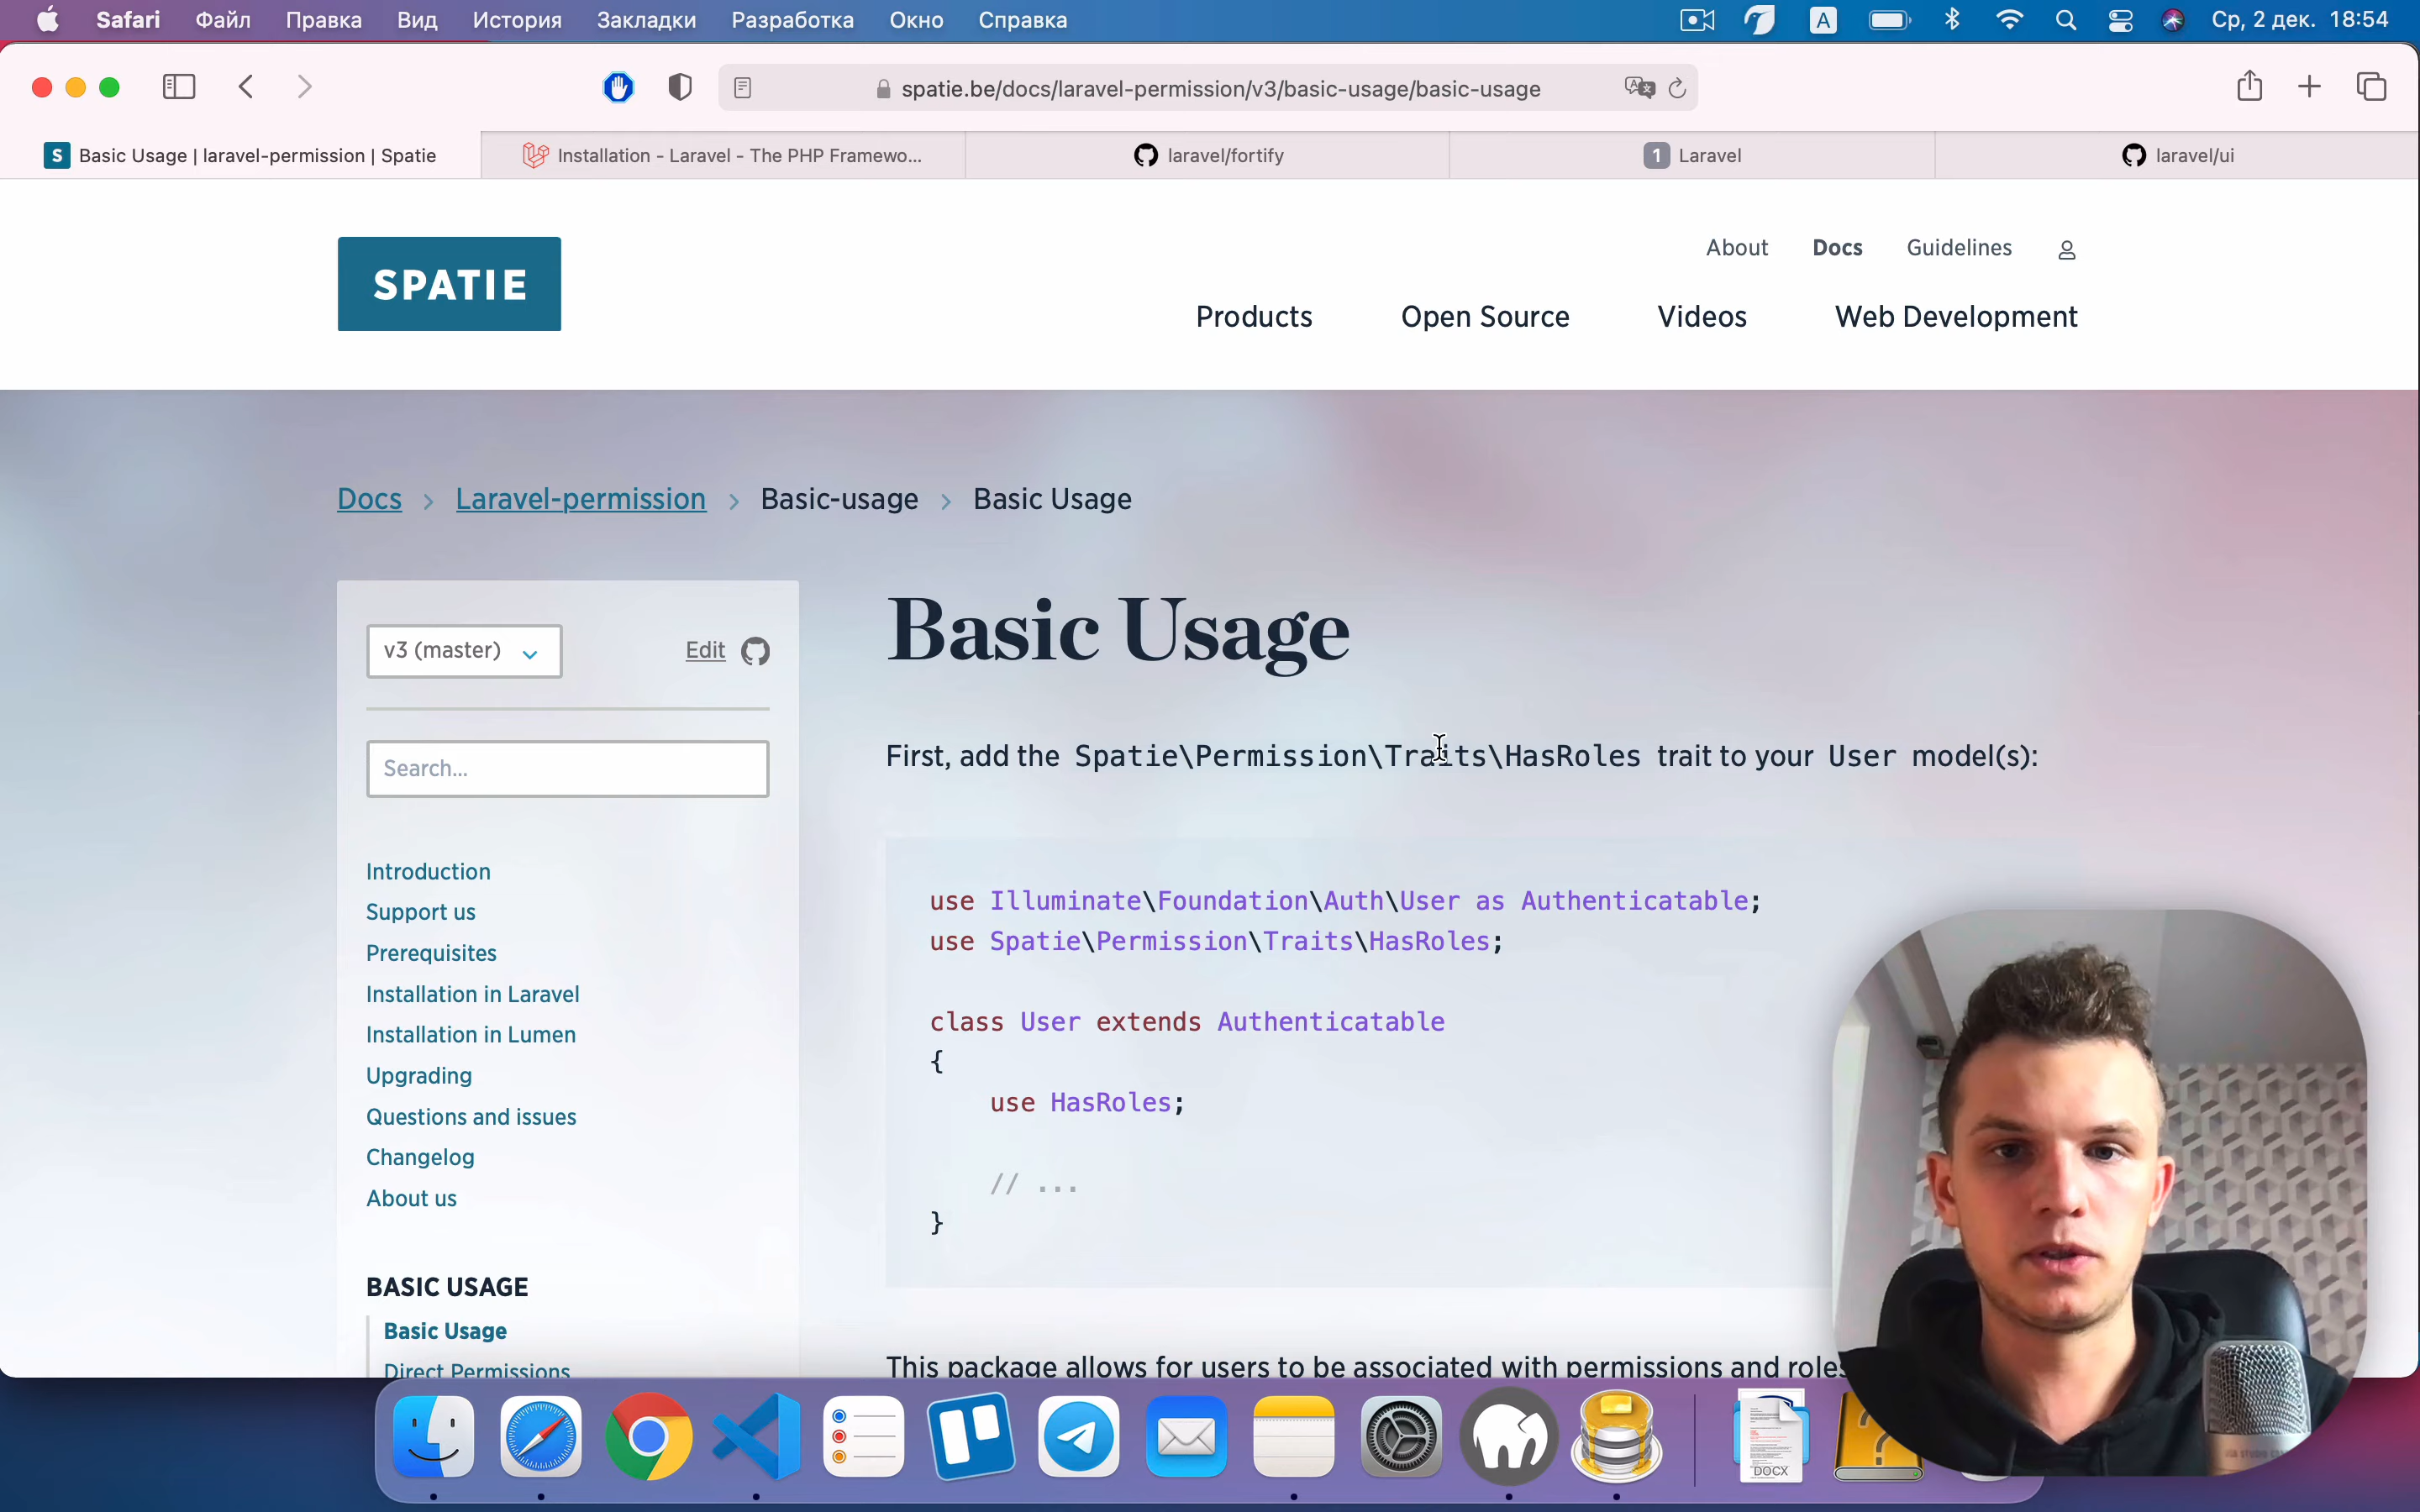 Safari Файл Правка Вид История Закладки Разработка Окно Справка A Ср, 2 дек. 18:54
spatie.be/docs/laravel-permission/v3/basic-usage/basic-usage
S Basic Usage | laravel-permission | Spatie Installation - Laravel - The PHP Framewo... laravel/fortify 1 Laravel laravel/ui
SPATIE
About Docs Guidelines
Products Open Source Videos Web Development
Docs > Laravel-permission > Basic-usage > Basic Usage
v3 (master) Edit
Search...
Introduction
Support us
Prerequisites
Installation in Laravel
Installation in Lumen
Upgrading
Questions and issues
Changelog
About us
BASIC USAGE
Basic Usage
Direct Permissions
Basic Usage
First, add the Spatie\Permission\Traits\HasRoles trait to your User model(s):
use Illuminate\Foundation\Auth\User as Authenticatable;
use Spatie\Permission\Traits\HasRoles;
class User extends Authenticatable
{
use HasRoles;
// ...
}
This package allows for users to be associated with permissions and roles
DOCX